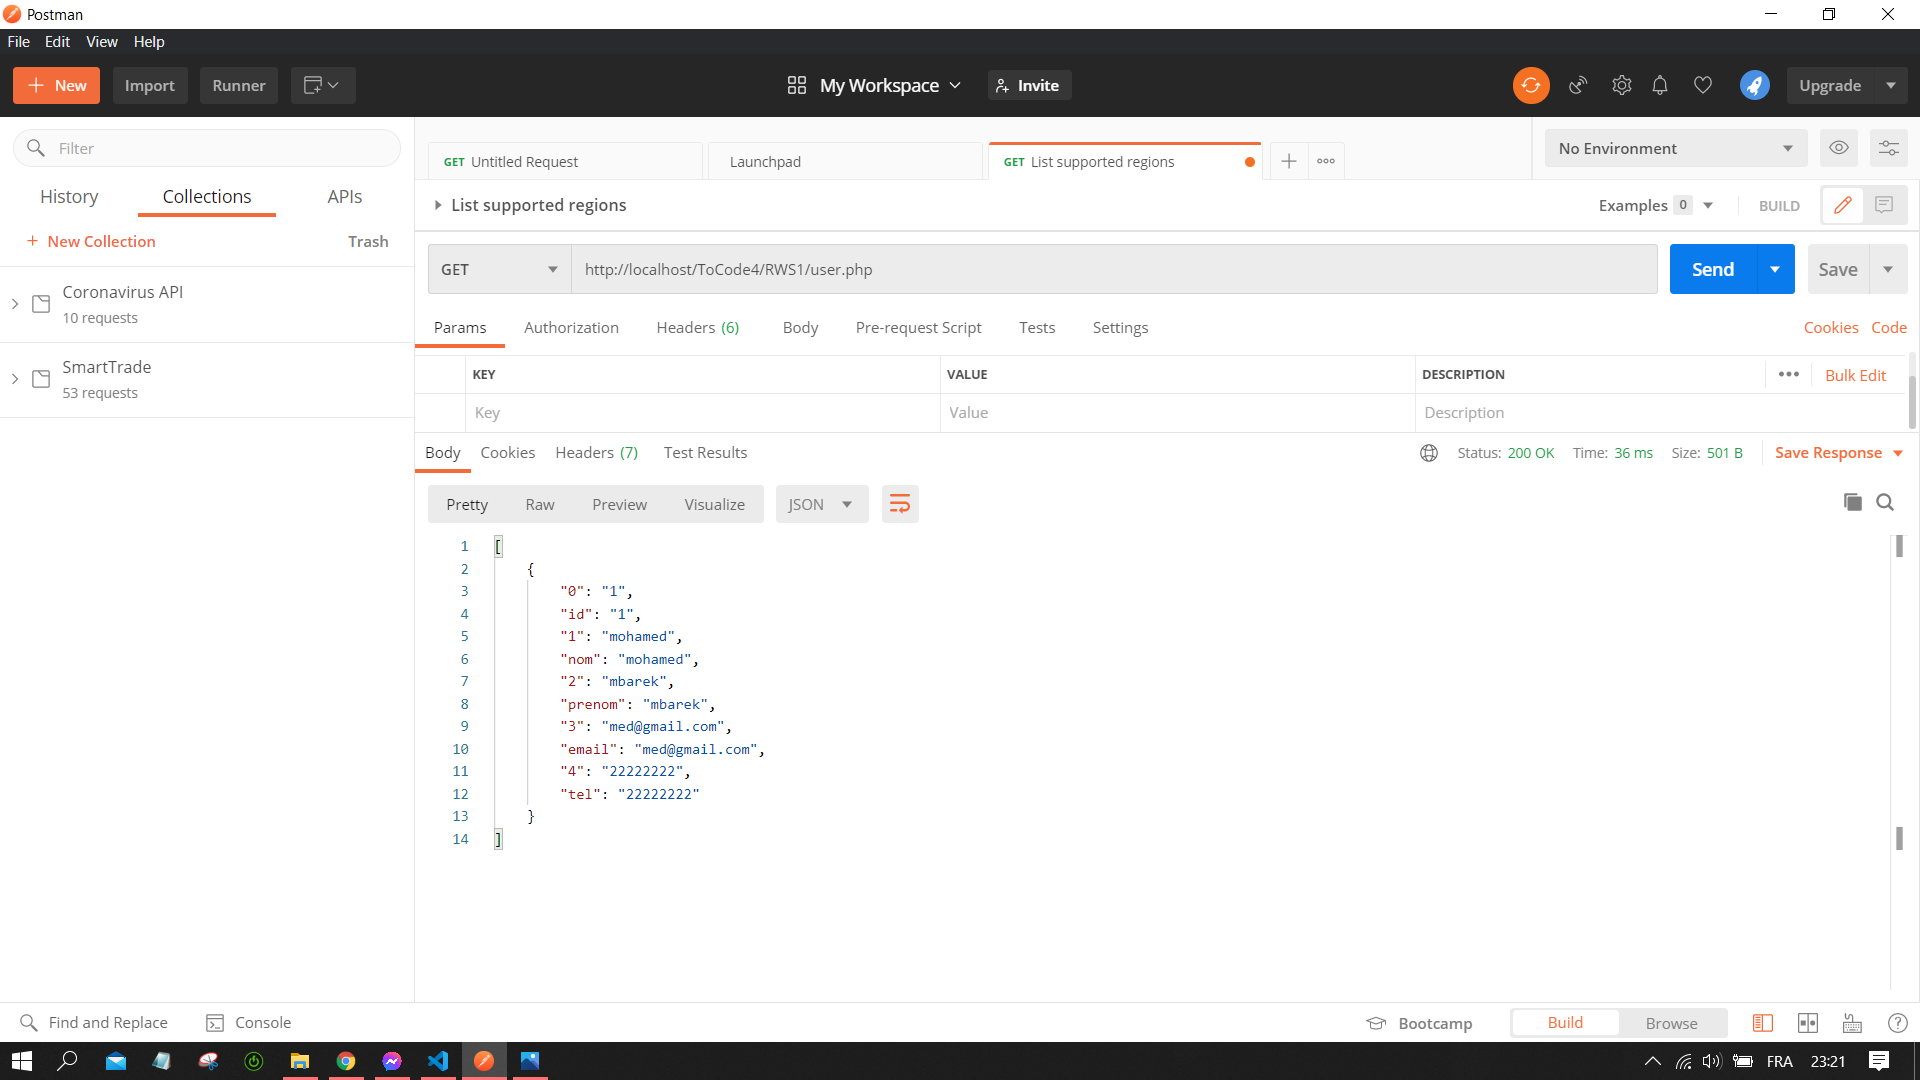 Postman
File Edit View Help
New Import Runner My Workspace Invite Upgrade
Filter
History Collections APIs
+ New Collection Trash
Coronavirus API
10 requests
SmartTrade
53 requests
GET Untitled Request Launchpad GET List supported regions No Environment
List supported regions Examples 0 BUILD
GET http://localhost/ToCode4/RWS1/user.php Send Save
Params Authorization Headers (6) Body Pre-request Script Tests Settings Cookies Code
KEY VALUE DESCRIPTION Bulk Edit
Key Value Description
Body Cookies Headers (7) Test Results Status: 200 OK Time: 36 ms Size: 501 B Save Response
Pretty Raw Preview Visualize JSON
1 [
2 {
3 "0": "1",
4 "id": "1",
5 "1": "mohamed",
6 "nom": "mohamed",
7 "2": "mbarek",
8 "prenom": "mbarek",
9 "3": "med@gmail.com",
10 "email": "med@gmail.com",
11 "4": "22222222",
12 "tel": "22222222"
13 }
14 ]
Find and Replace Console Bootcamp Build Browse
FRA 23:21